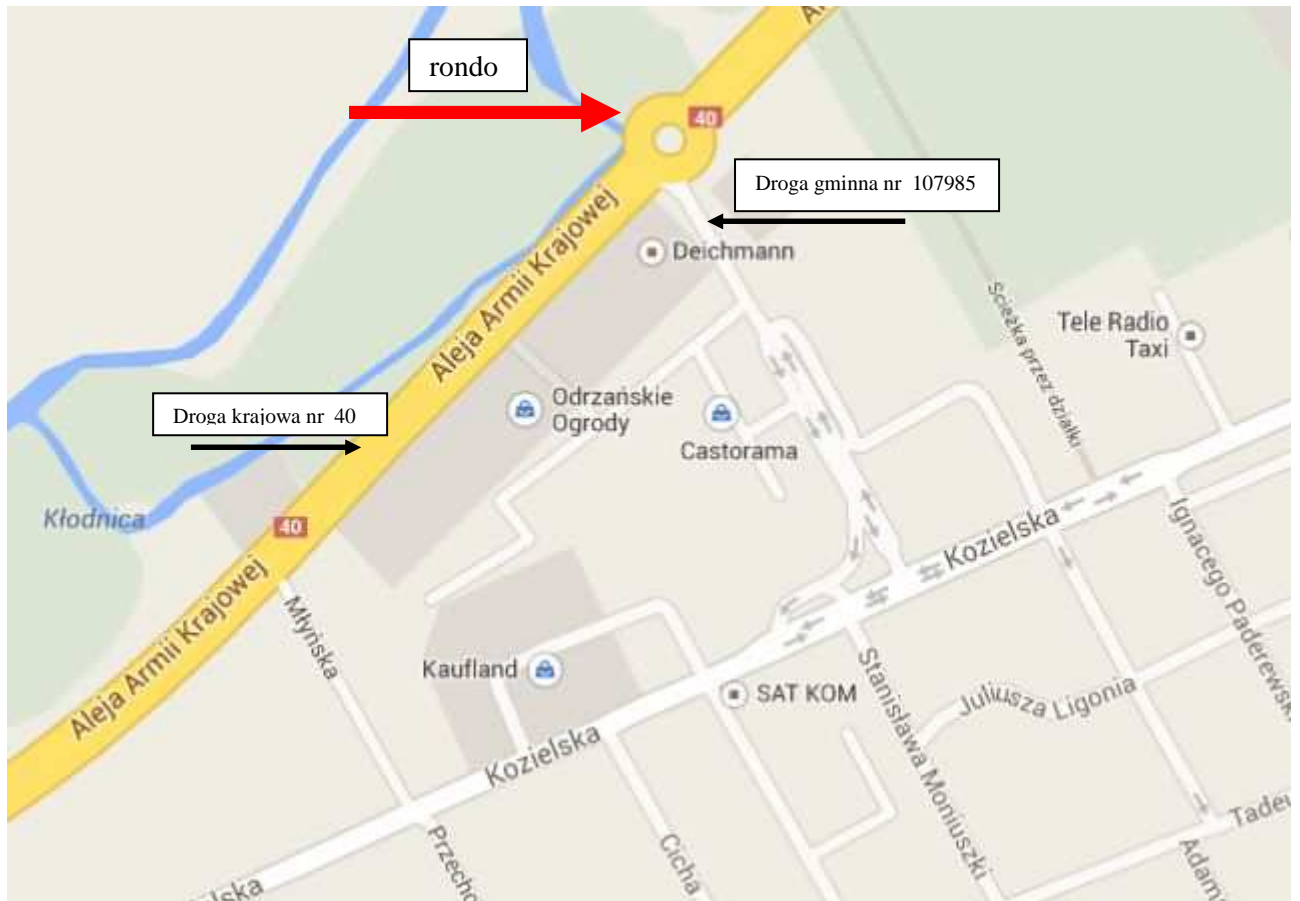 rondo
40
Droga gminna nr 107985
Deichmann
Aleja Armii Krajowej
Ścieżka przez działki
Tele Radio
Taxi
Odrzańskie
Ogrody
Castorama
Droga krajowa nr 40
Kłodnica
40
Kozielska
Ignacego Paderewski
Aleja Armii Krajowej
Młyńska
Kaufland
SAT KOM
Juliusza Ligonia
Stanisława Moniuszki
Kozielska
Tadeu
Przecho
Cicha
Adam